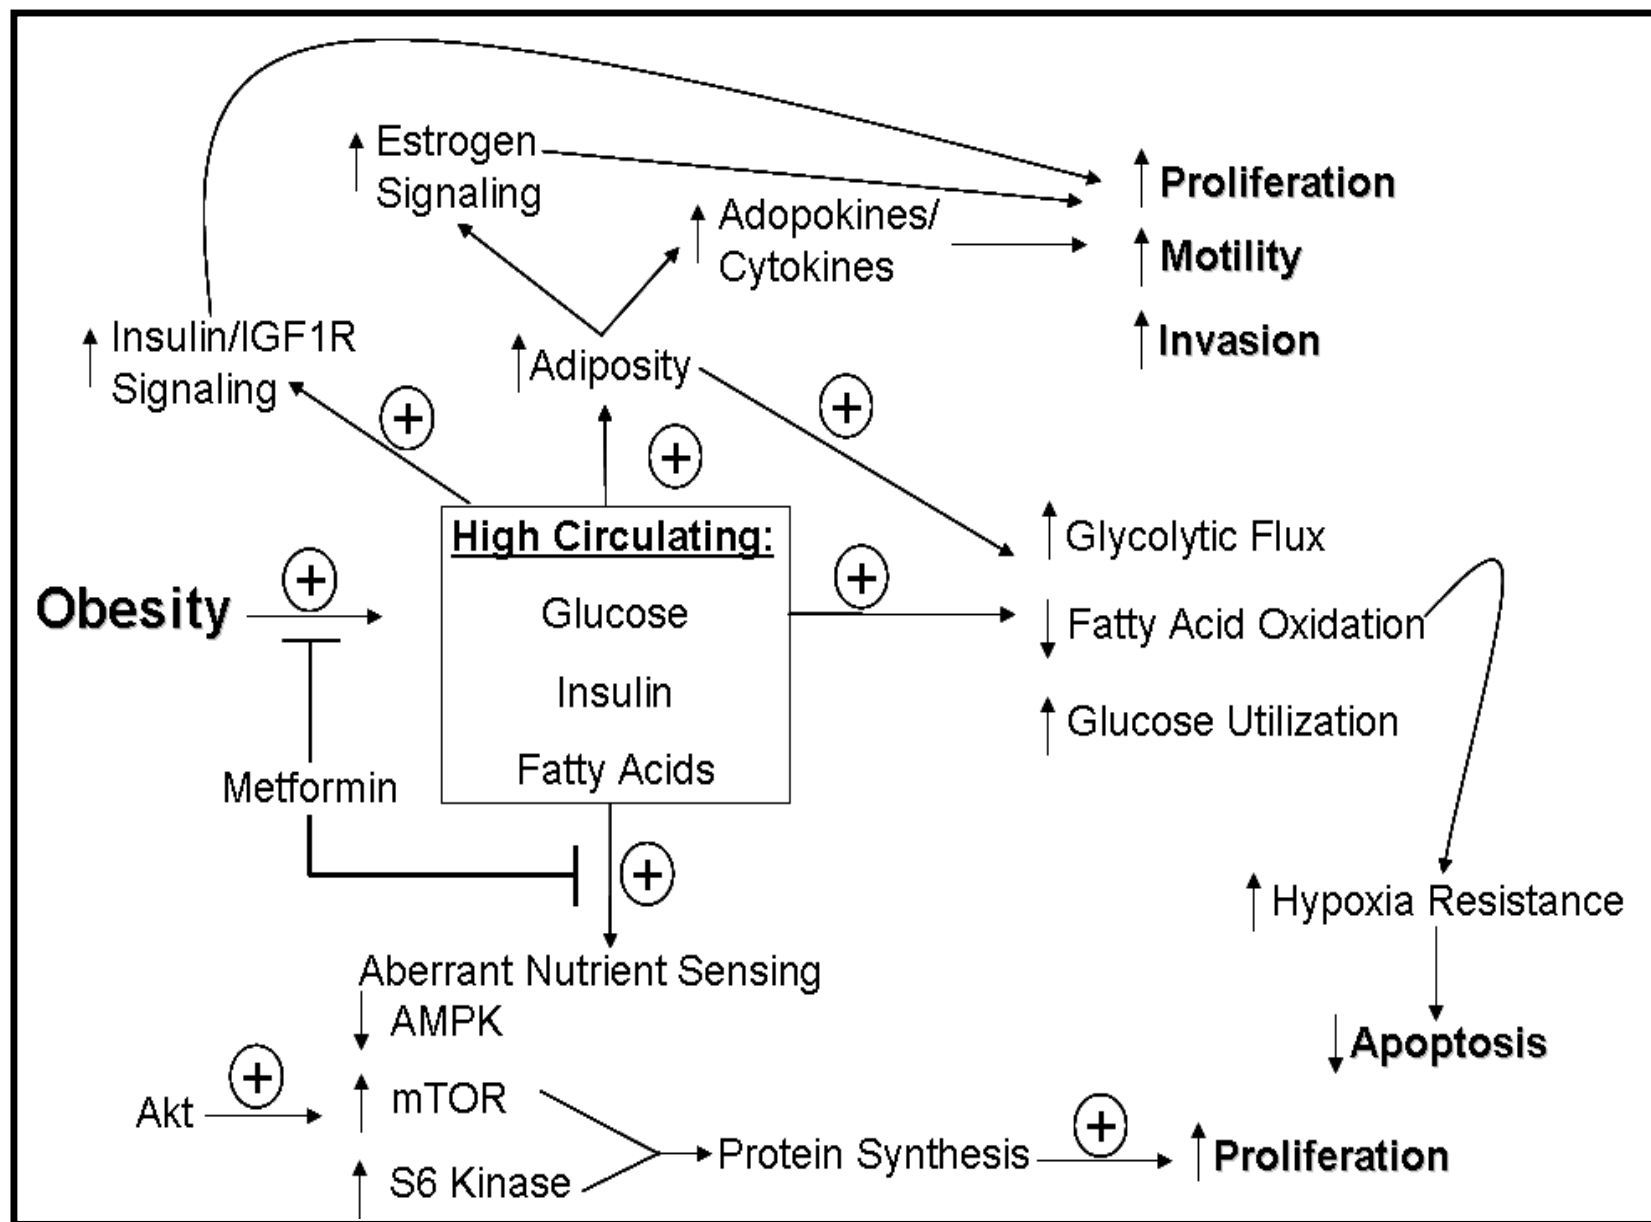 Estrogen
Signaling
Adopokines/
Cytokines
Proliferation
Motility
Invasion
Insulin/IGF1R
Signaling
Adiposity
+
+
+
High Circulating:
Glucose
Insulin
Fatty Acids
Obesity
+
+
Glycolytic Flux
Fatty Acid Oxidation
Glucose Utilization
Metformin
+
Hypoxia Resistance
Apoptosis
Aberrant Nutrient Sensing
AMPK
mTOR
S6 Kinase
Akt
+
Protein Synthesis
+
Proliferation